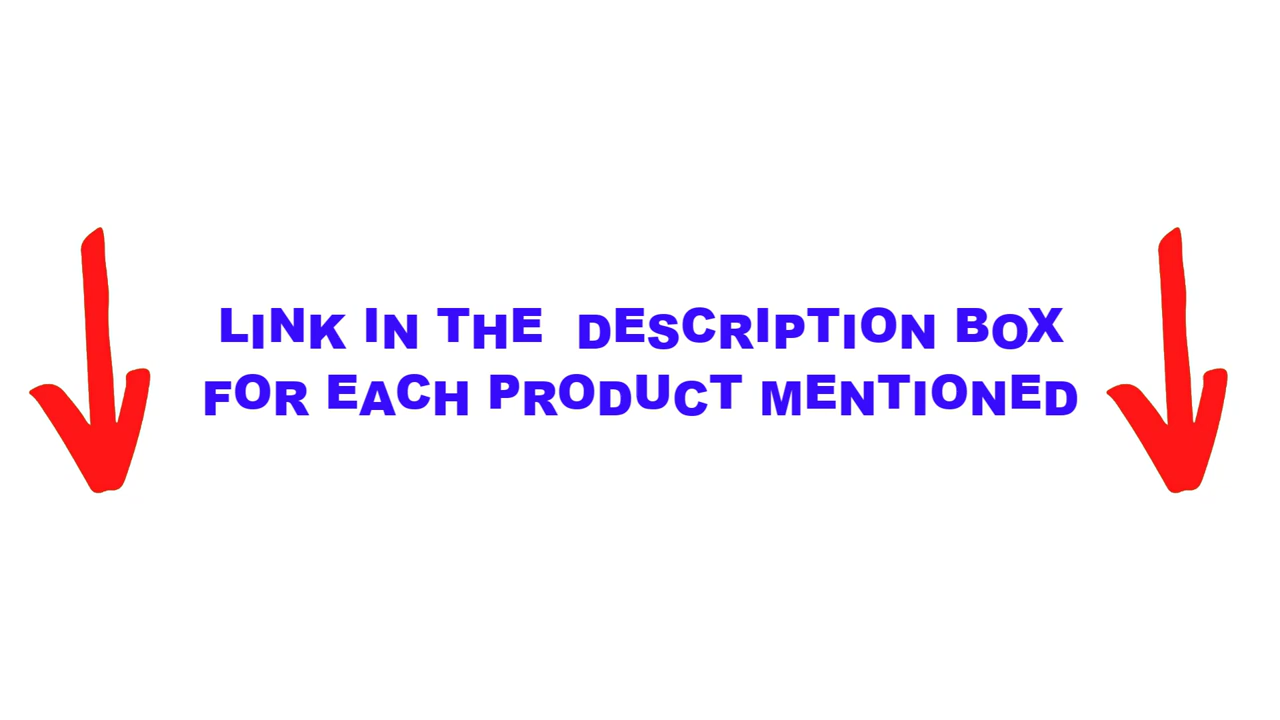 LINK IN THE  DESCRIPTION BOX
FOR EACH PRODUCT MENTIONED